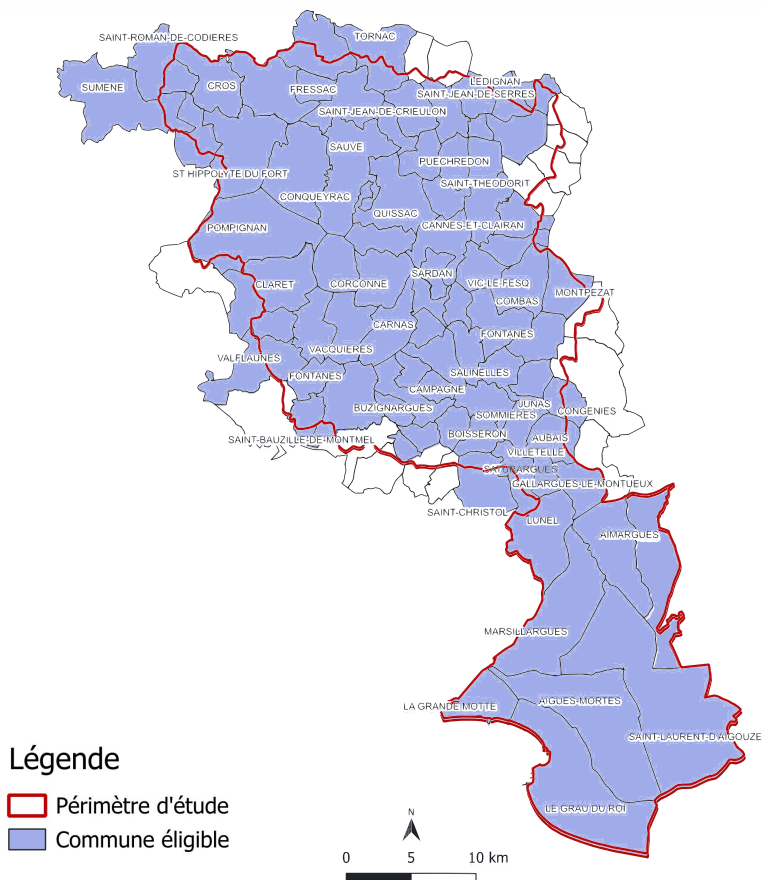 TORNAC
SAINT-ROMAN-DE-CODIERES
LEDIGNAN
SUMENE
CROS
FRESSAC
SAINT-JEAN-DE-SERRES
SAINT-JEAN-DE-CRIEULON
SAUVE
PUECHREDON
ST HIPPOLYTE DU FORT
SAINT-THEODORIT
CONQUEYRAC
QUISSAC
POMPIGNAN
CANNES-ET-CLAIRAN
SARDAN
CLARET
CORCONNE
VIC-LE-FESQ
MONTPEZAT
COMBAS
CARNAS
FONTANES
VACQUIERES
VALFLAUNES
FONTANES
SALINELLES
CAMPAGNE
BUZIGNARGUES
JUNAS
SOMMIERES
CONGENIES
BOISSERON
AUBAIS
SAINT-BAUZILLE-DE-MONTMEL
VILLETELLE
SATURARGUES
GALLARGUES-LE-MONTUEUX
SAINT-CHRISTOL
LUNEL
AIMARGUES
MARSILLARGUES
LA GRANDE MOTTE
AIGUES-MORTES
SAINT-LAURENT-D'AIGOUZE
LE GRAU DU ROI
Légende
Périmètre d'étude
Commune éligible
N
0 5 10 km